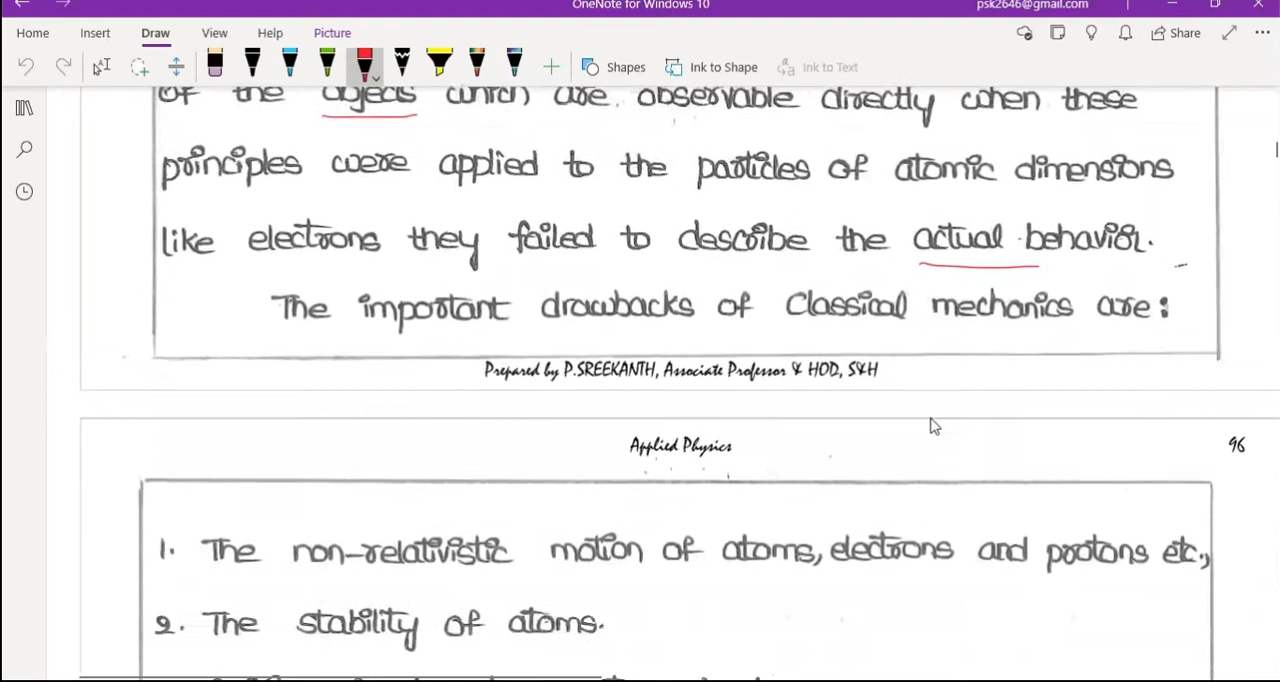 OneNote for Windows 10
psk2646@gmail.com
Home Insert Draw View Help Picture
Share
Shapes Ink to Shape Ink to Text
of the objects which are observable directly when these
principles were applied to the particles of atomic dimensions
like electrons they failed to describe the actual behavior.
The important drawbacks of Classical mechanics are:
Prepared by P.SREEKANTH, Associate Professor & HOD, S&H
Applied Physics 96
1. The non-relativistic motion of atoms, electrons and protons etc.,
2. The stability of atoms.